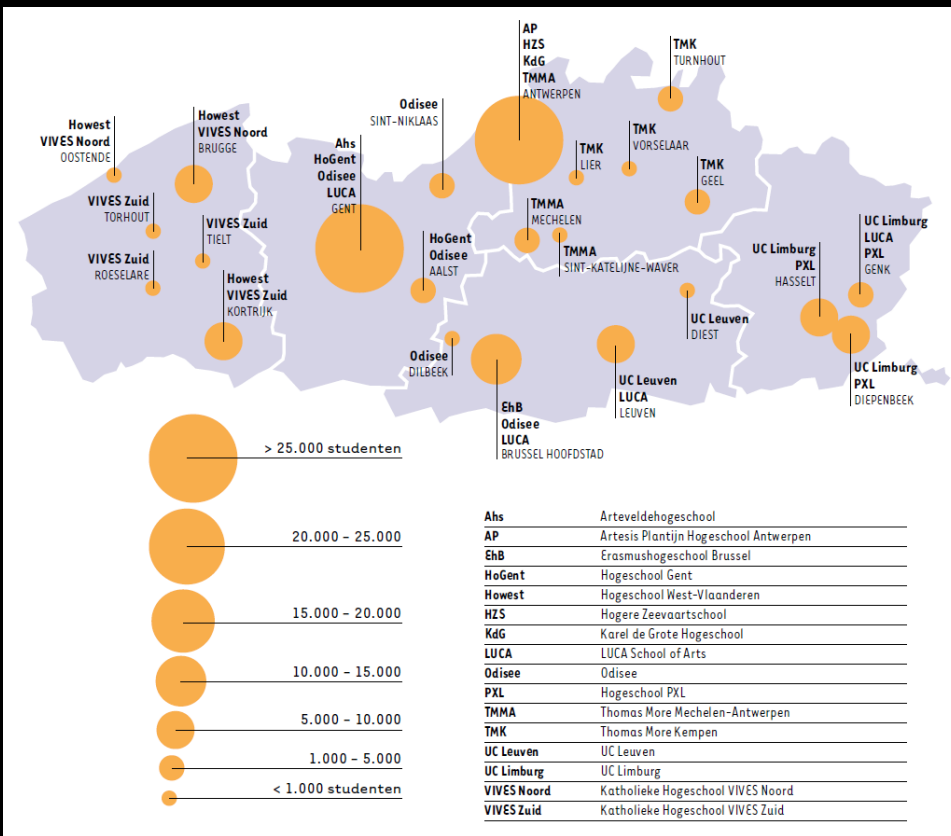 AP
HZS
KdG
TMMA
ANTWERPEN
TMK
TURNHOUT
Odisee
SINT-NIKLAAS
Howest
VIVES Noord
BRUGGE
Howest
VIVES Noord
OOSTENDE
Ahs
HoGent
Odisee
LUCA
GENT
TMK
VORSELAAR
TMK
LIER
TMK
GEEL
VIVES Zuid
TORHOUT
VIVES Zuid
TIELT
TMMA
MECHELEN
UC Limburg
LUCA
PXL
GENK
HoGent
Odisee
AALST
TMMA
SINT-KATELIJNE-WAVER
UC Limburg
PXL
HASSELT
VIVES Zuid
ROESELARE
Howest
VIVES Zuid
KORTRIJK
UC Leuven
DIEST
Odisee
DILBEEK
UC Leuven
LUCA
LEUVEN
UC Limburg
PXL
DIEPENBEEK
EhB
Odisee
LUCA
BRUSSEL HOOFDSTAD
> 25.000 studenten
20.000 – 25.000
15.000 – 20.000
10.000 – 15.000
5.000 – 10.000
1.000 – 5.000
< 1.000 studenten
Ahs Arteveldehogeschool
AP Artesis Plantijn Hogeschool Antwerpen
EhB Erasmushogeschool Brussel
HoGent Hogeschool Gent
Howest Hogeschool West-Vlaanderen
HZS Hogere Zeevaartschool
KdG Karel de Grote Hogeschool
LUCA LUCA School of Arts
Odisee Odisee
PXL Hogeschool PXL
TMMA Thomas More Mechelen-Antwerpen
TMK Thomas More Kempen
UC Leuven UC Leuven
UC Limburg UC Limburg
VIVES Noord Katholieke Hogeschool VIVES Noord
VIVES Zuid Katholieke Hogeschool VIVES Zuid